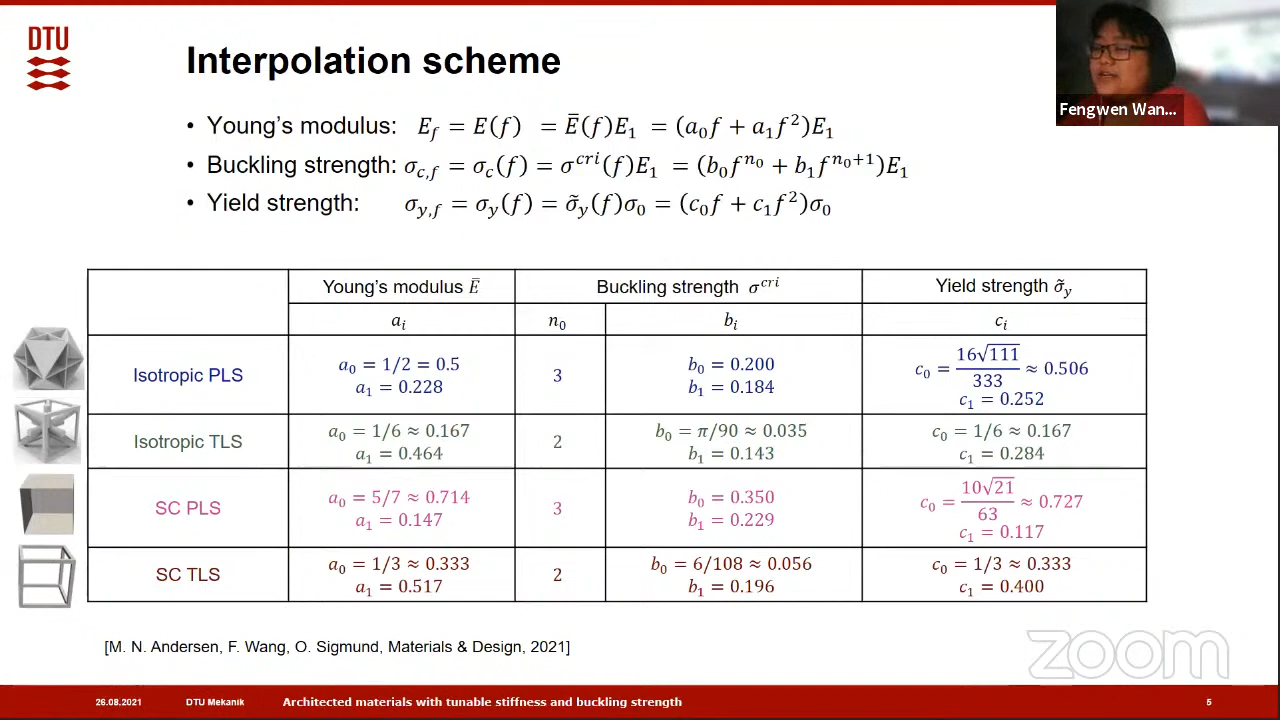 DTU
Interpolation scheme
Fengwen Wan...
• Young's modulus: E_f = E(f) = Ē(f)E_1 = (a_0 f + a_1 f^2)E_1
• Buckling strength: σ_{c,f} = σ_c(f) = σ^{cri}(f)E_1 = (b_0 f^{n_0} + b_1 f^{n_0+1})E_1
• Yield strength: σ_{y,f} = σ_y(f) = σ̃_y(f)σ_0 = (c_0 f + c_1 f^2)σ_0
Young's modulus Ē Buckling strength σ^{cri} Yield strength σ̃_y
a_i n_0 b_i c_i
Isotropic PLS
a_0 = 1/2 = 0.5
a_1 = 0.228
3
b_0 = 0.200
b_1 = 0.184
c_0 = 16√111/333 ≈ 0.506
c_1 = 0.252
Isotropic TLS
a_0 = 1/6 ≈ 0.167
a_1 = 0.464
2
b_0 = π/90 ≈ 0.035
b_1 = 0.143
c_0 = 1/6 ≈ 0.167
c_1 = 0.284
SC PLS
a_0 = 5/7 ≈ 0.714
a_1 = 0.147
3
b_0 = 0.350
b_1 = 0.229
c_0 = 10√21/63 ≈ 0.727
c_1 = 0.117
SC TLS
a_0 = 1/3 ≈ 0.333
a_1 = 0.517
2
b_0 = 6/108 ≈ 0.056
b_1 = 0.196
c_0 = 1/3 ≈ 0.333
c_1 = 0.400
[M. N. Andersen, F. Wang, O. Sigmund, Materials & Design, 2021]
zoom
26.08.2021 DTU Mekanik Architected materials with tunable stiffness and buckling strength 5